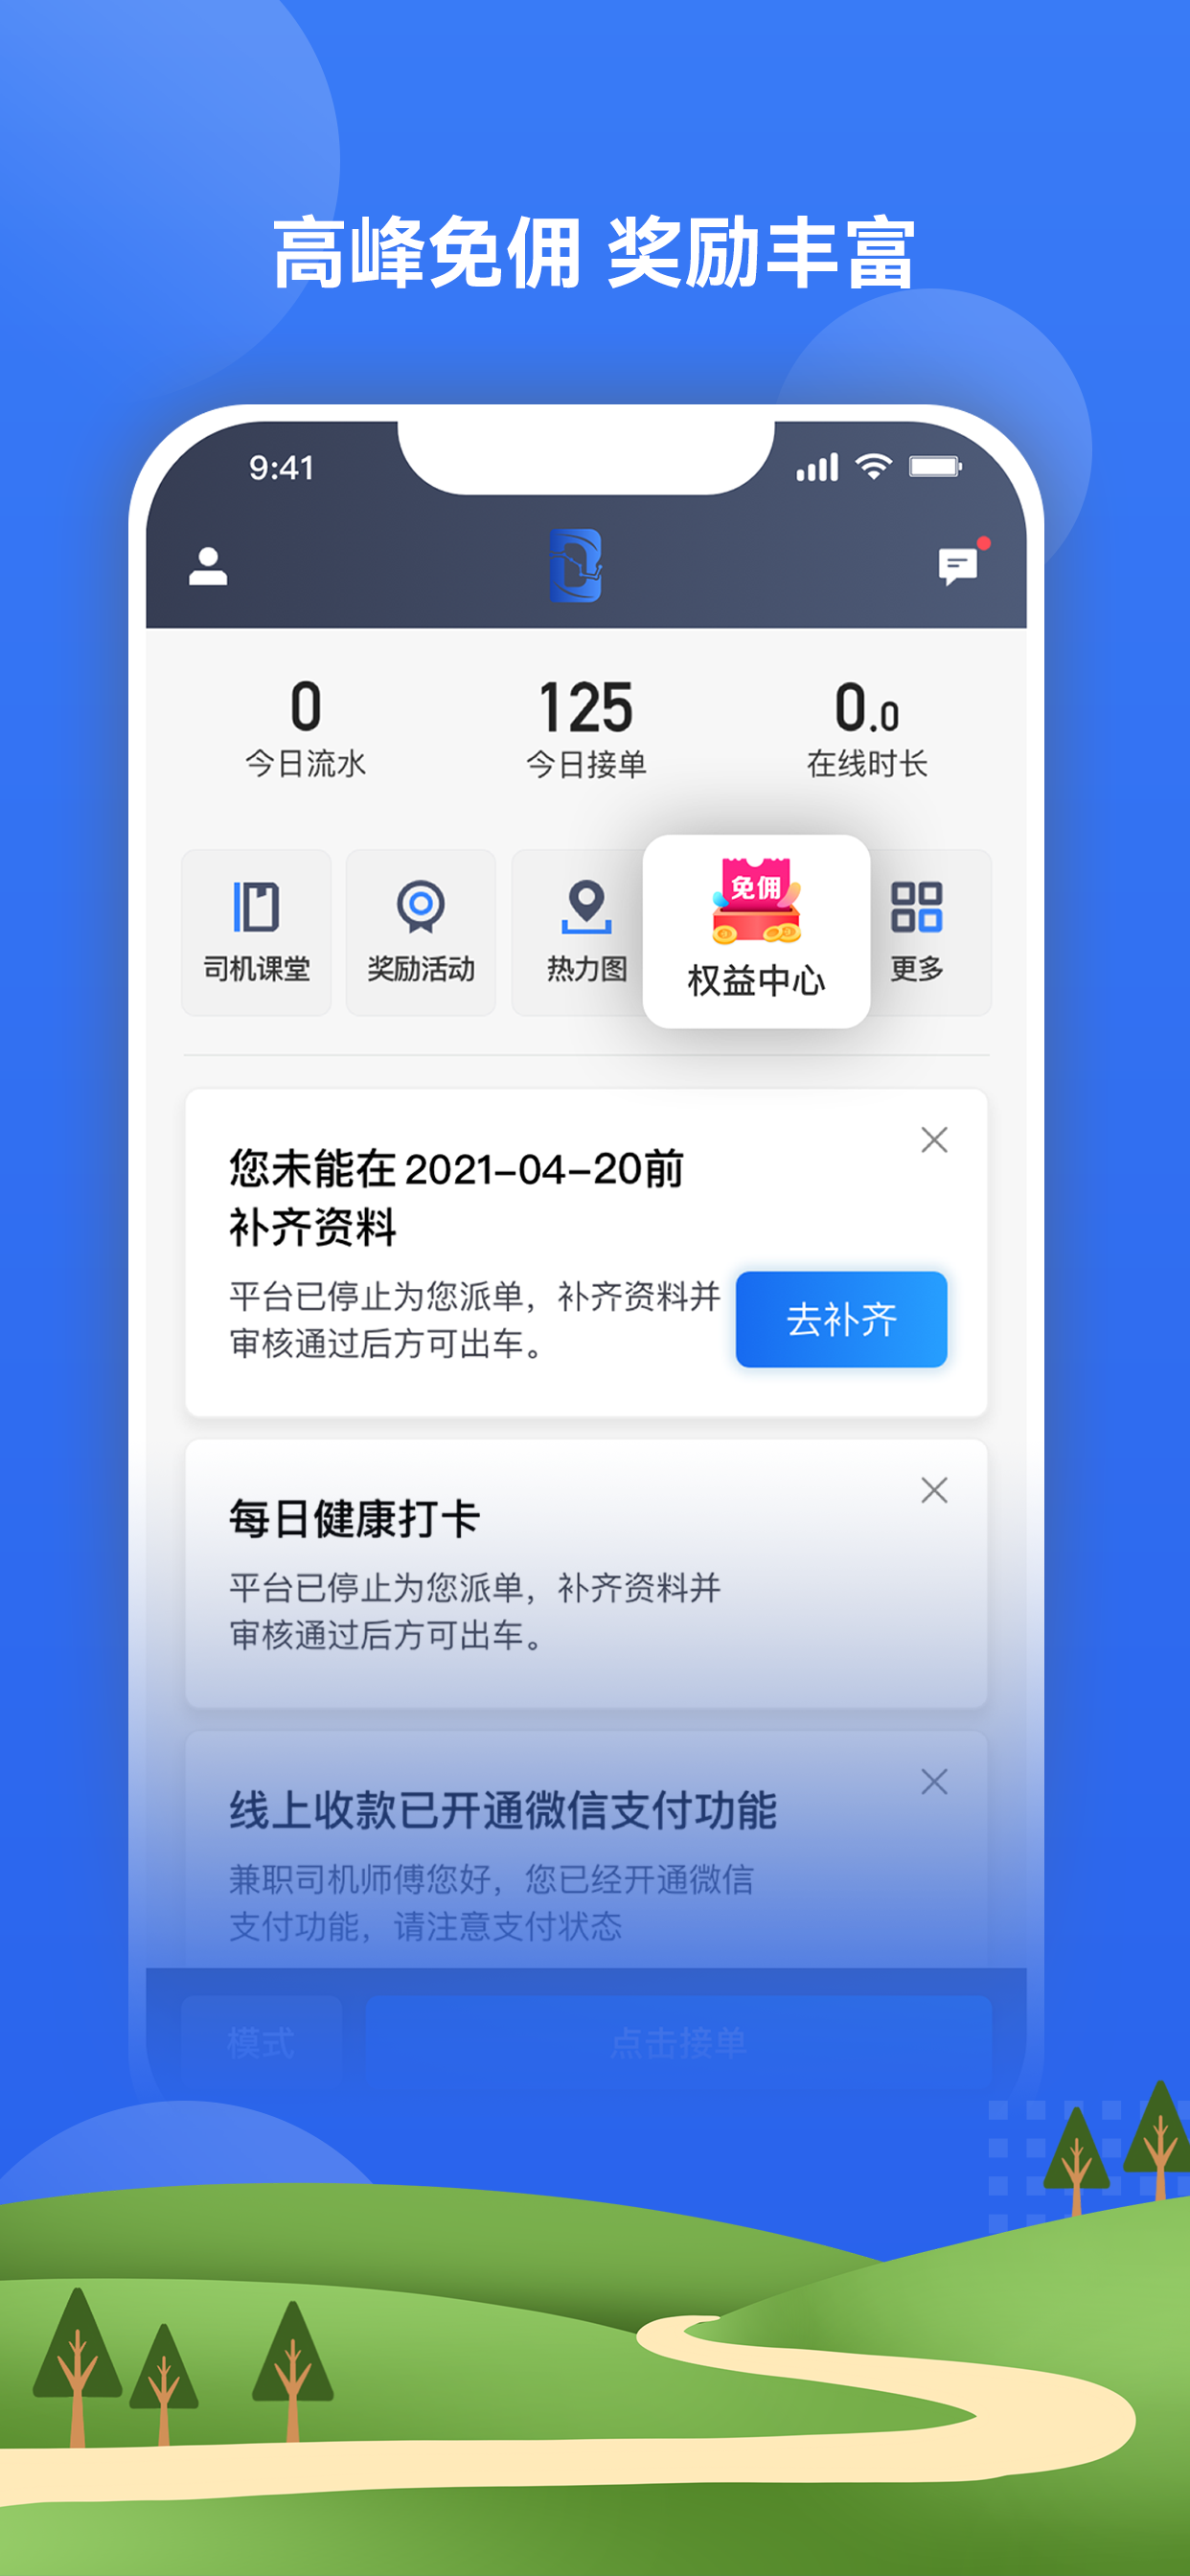 高峰免佣 奖励丰富
9:41
0
125
0.0
今日流水
今日接单
在线时长
免佣
司机课堂
奖励活动
热力图
权益中心
更多
您未能在2021-04-20前
补齐资料
平台已停止为您派单，补齐资料并
审核通过后方可出车。
去补齐
每日健康打卡
平台已停止为您派单，补齐资料并
审核通过后方可出车。
线上收款已开通微信支付功能
兼职司机师傅您好，您已经开通微信
支付功能，请注意支付状态
模式
点击接单